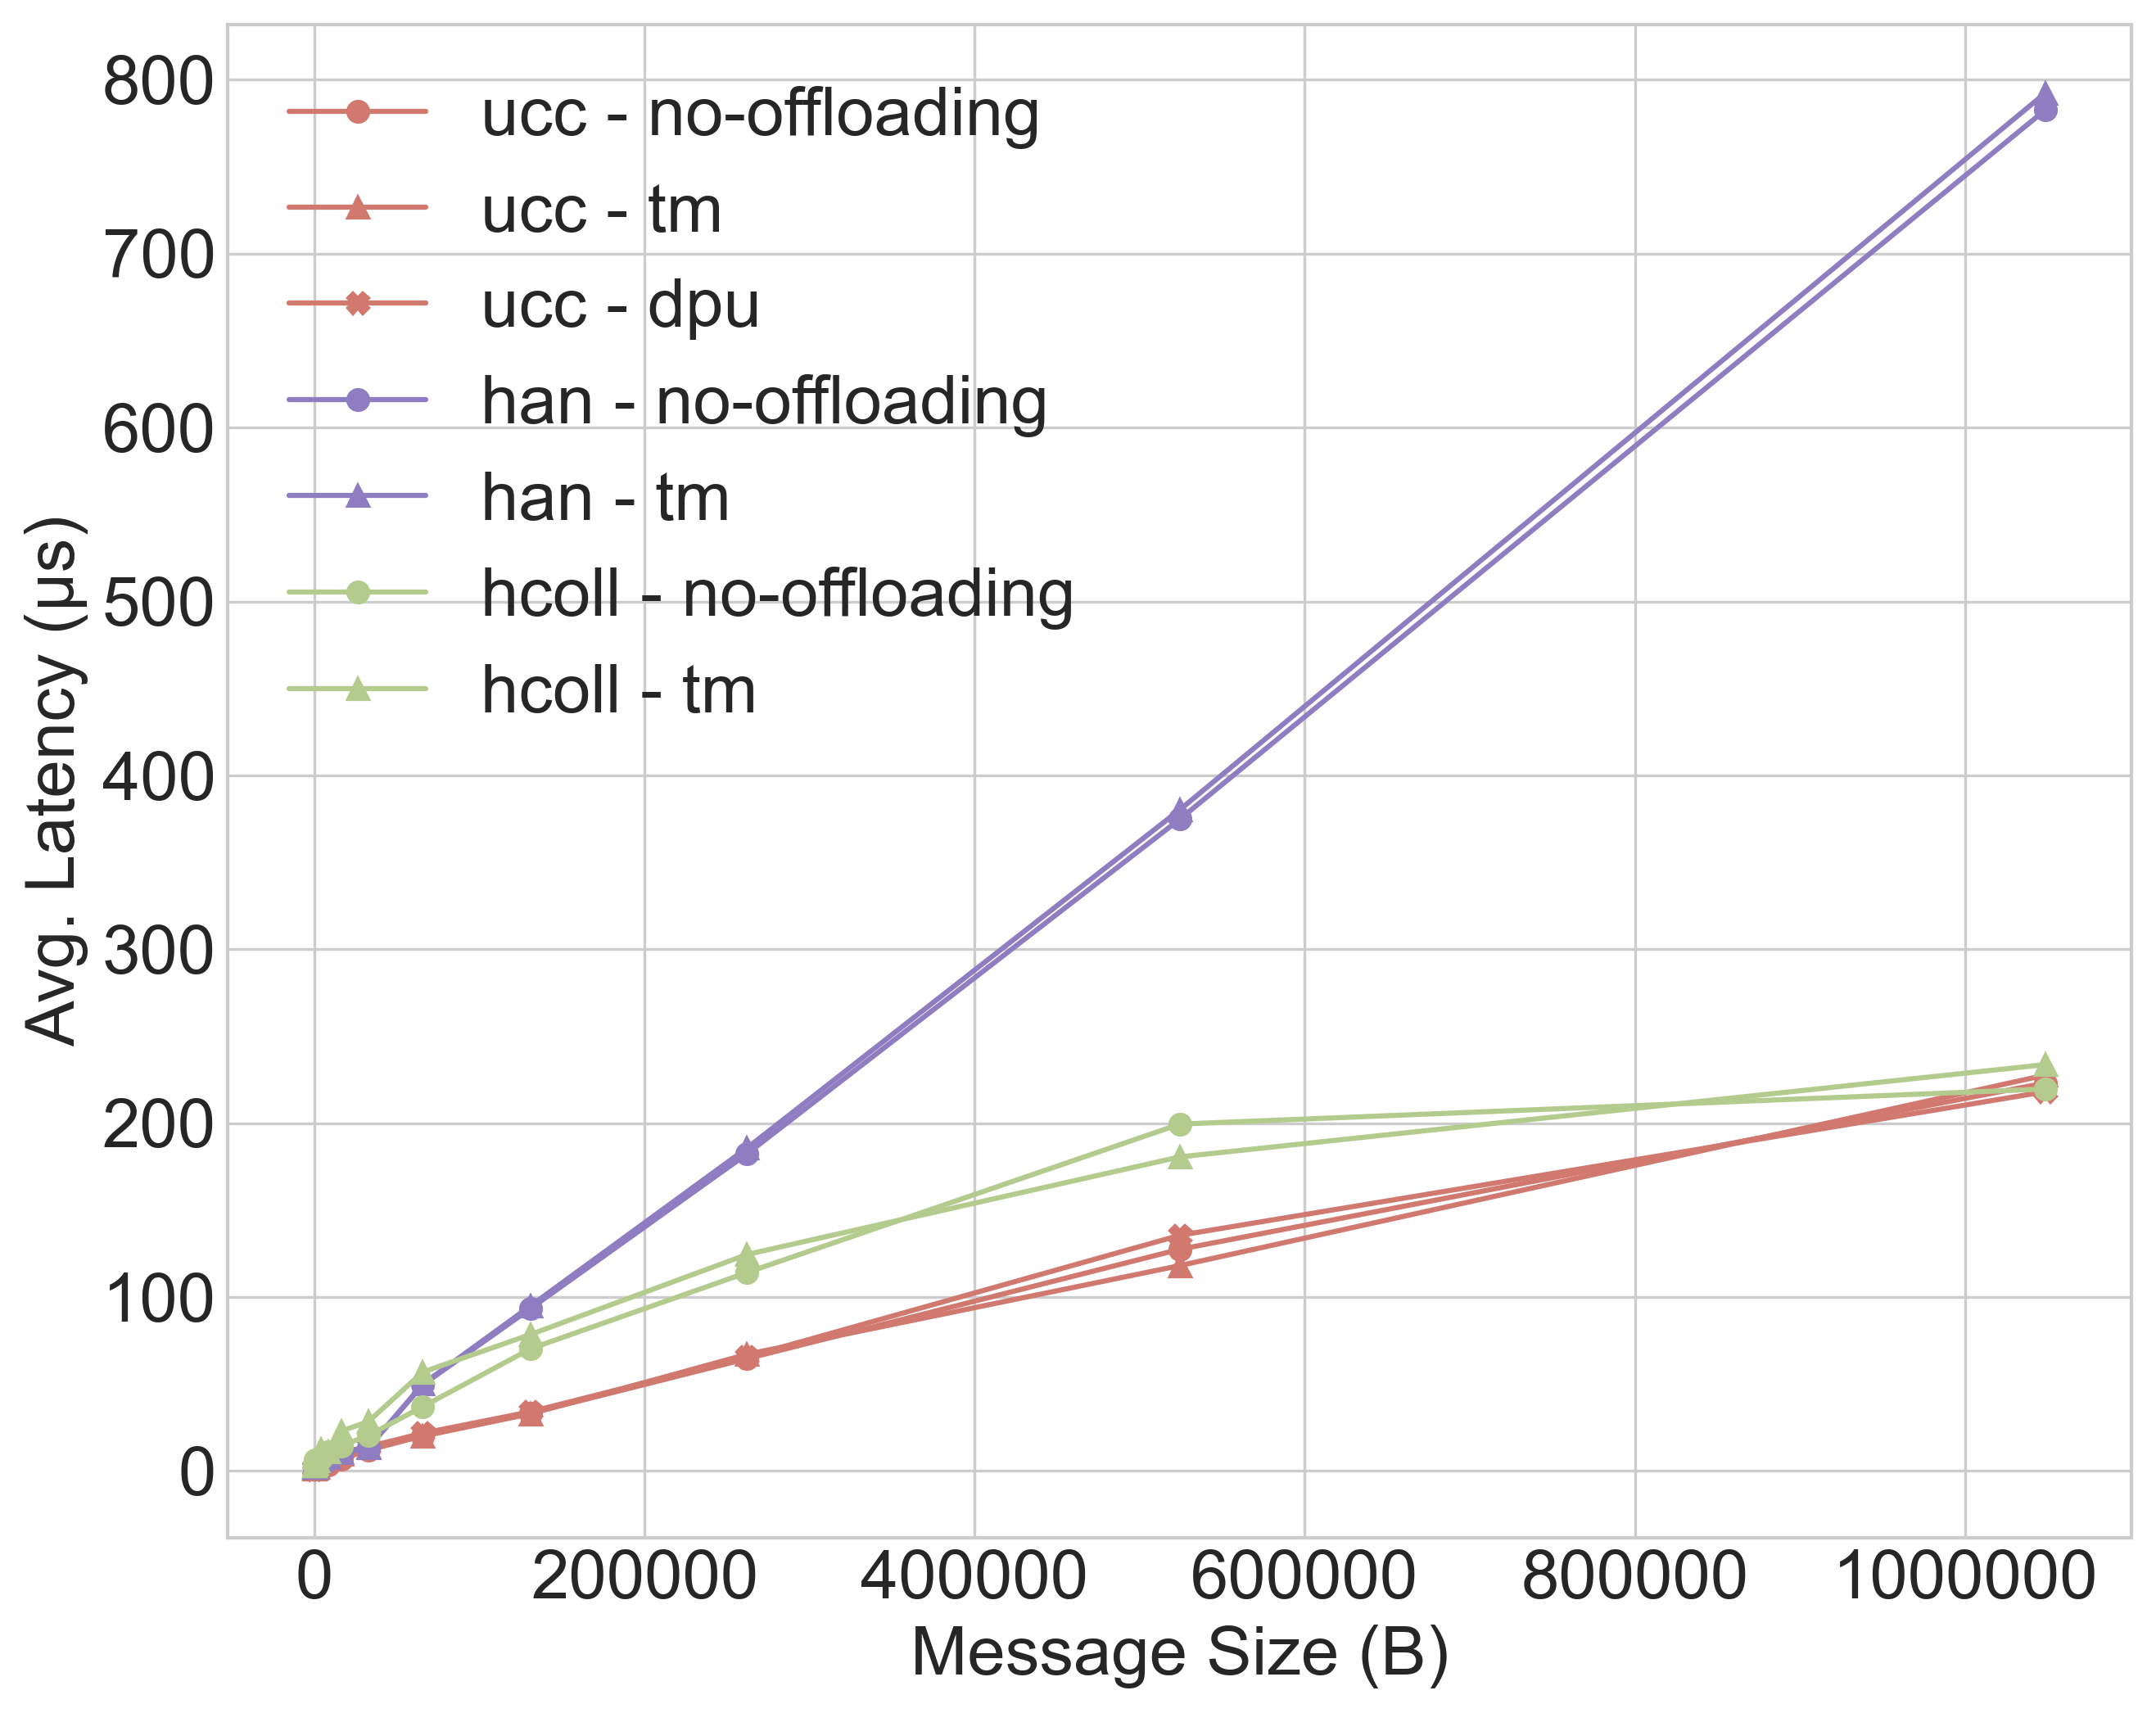 800
700
600
500
400
300
200
100
0
Avg. Latency (µs)
ucc - no-offloading
ucc - tm
ucc - dpu
han - no-offloading
han - tm
hcoll - no-offloading
hcoll - tm
0 200000 400000 600000 800000 1000000
Message Size (B)